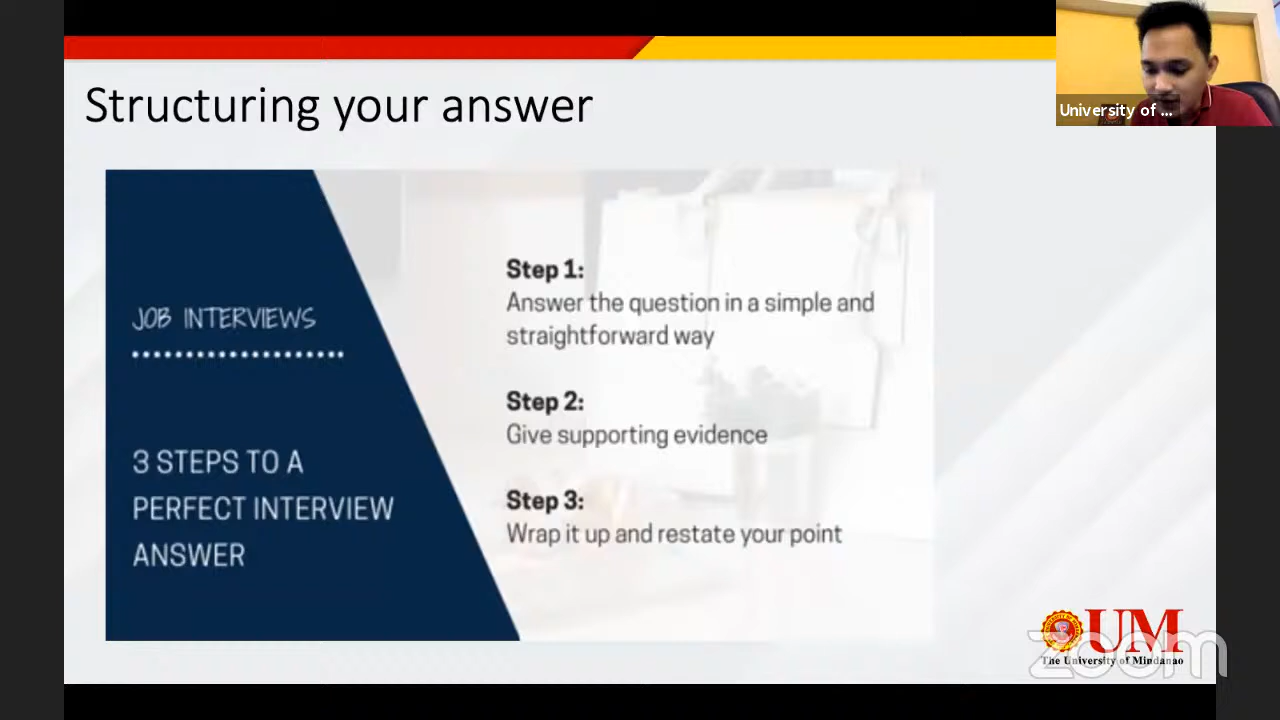 Structuring your answer
University of ...
JOB INTERVIEWS
3 STEPS TO A
PERFECT INTERVIEW
ANSWER
Step 1:
Answer the question in a simple and
straightforward way
Step 2:
Give supporting evidence
Step 3:
Wrap it up and restate your point
UM
The University of Mindanao
zoom